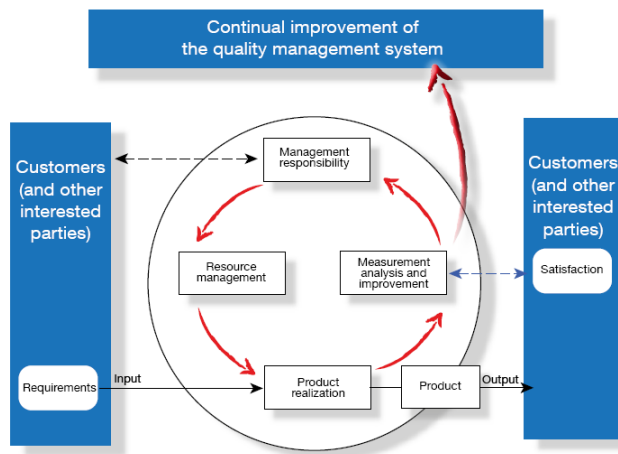 Continual improvement of
the quality management system
Customers
(and other
interested
parties)
Management
responsibility
Customers
(and other
interested
parties)
Resource
management
Measurement
analysis and
improvement
Satisfaction
Requirements
Input
Product
realization
Product
Output